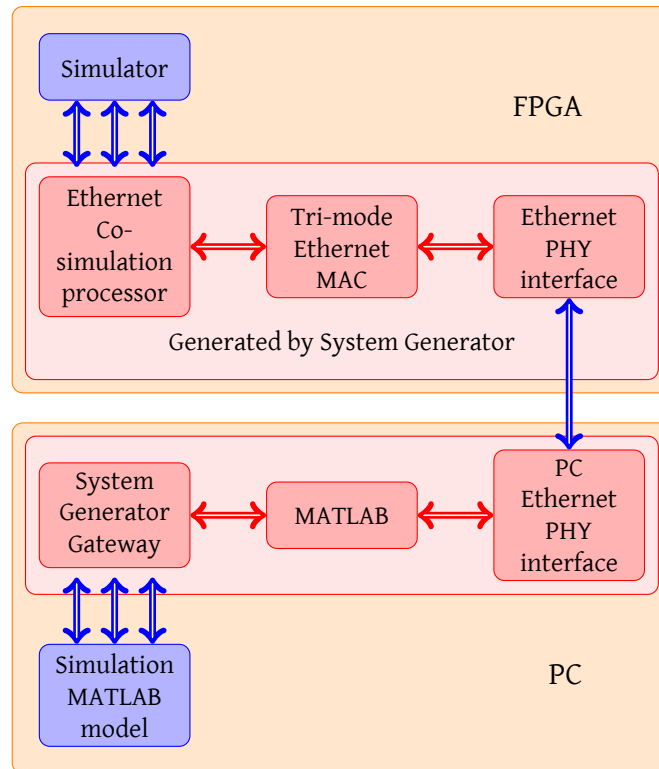 Simulator
FPGA
Ethernet
Co-
simulation
processor
Tri-mode
Ethernet
MAC
Ethernet
PHY
interface
Generated by System Generator
System
Generator
Gateway
MATLAB
PC
Ethernet
PHY
interface
Simulation
MATLAB
model
PC